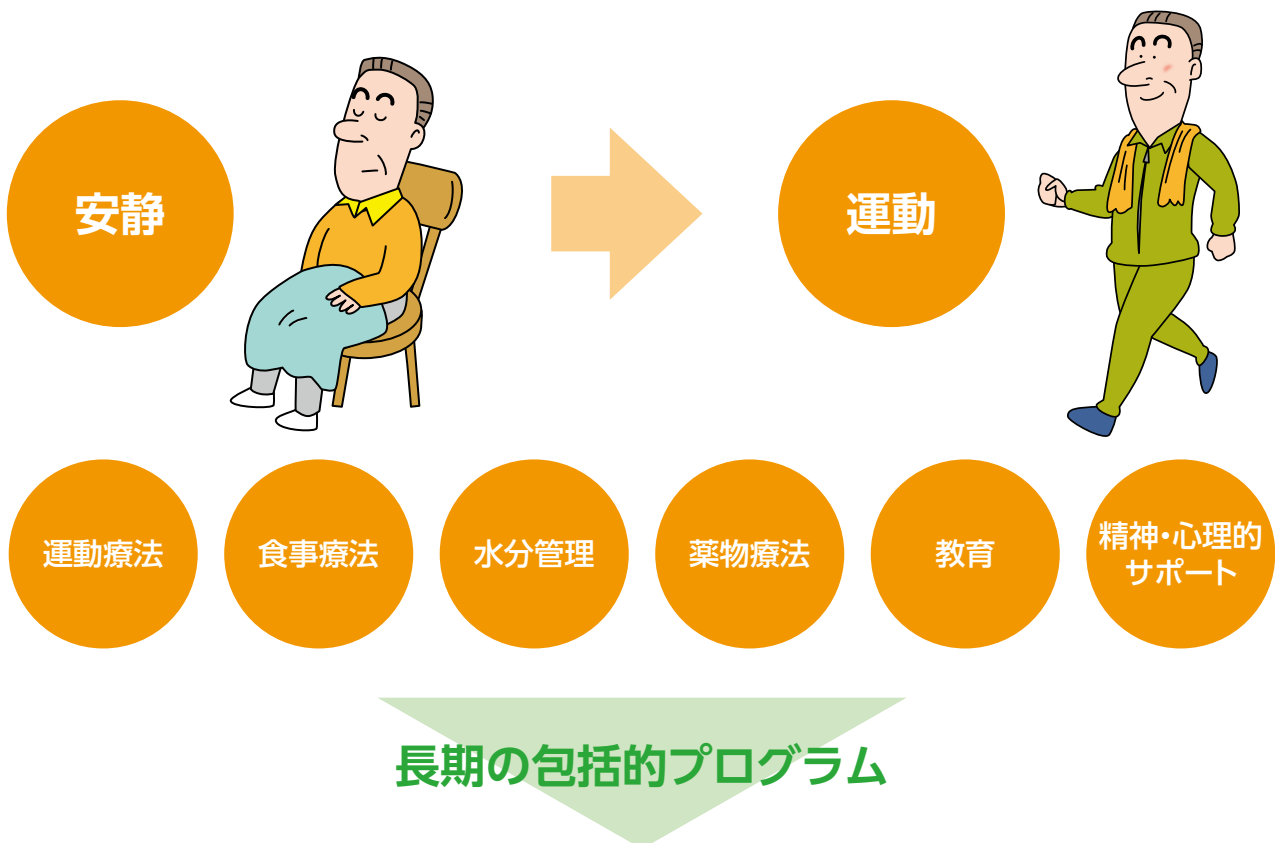 安静
運動
運動療法
食事療法
水分管理
薬物療法
教育
精神・心理的
サポート
長期の包括的プログラム